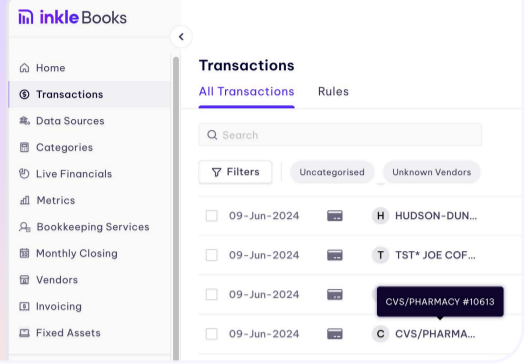 inkle Books
Home
Transactions
Data Sources
Categories
Live Financials
Metrics
Bookkeeping Services
Monthly Closing
Vendors
Invoicing
Fixed Assets
Transactions
All Transactions Rules
Search
Filters Uncategorised Unknown Vendors
09-Jun-2024 H HUDSON-DUN...
09-Jun-2024 T TST* JOE COF...
09-Jun-2024
CVS/PHARMACY #10613
09-Jun-2024 C CVS/PHARMA...